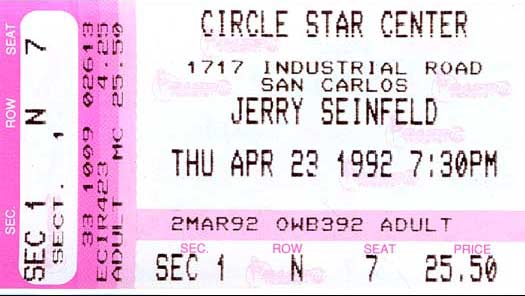 SEC. ROW SEAT
SEC 1 N 7
SECT. 1
ECIR423 33 1009 02613
ADULT MC 25.50 4.25
CIRCLE STAR CENTER
1717 INDUSTRIAL ROAD
SAN CARLOS
JERRY SEINFELD
THU APR 23 1992 7:30PM
2MAR92 OWB392 ADULT
SEC. ROW SEAT PRICE
SEC 1 N 7 25.50